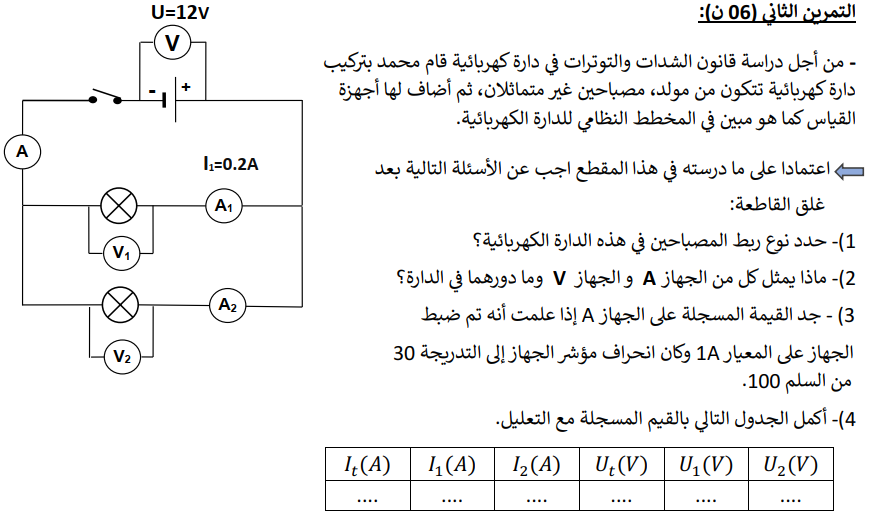 التمرين الثاني (06 ن):
- من أجل دراسة قانون الشدات والتوترات في دارة كهربائية قام محمد بتركيب
دارة كهربائية تتكون من مولد، مصباحين غير متماثلان، ثم أضاف لها أجهزة
القياس كما هو مبين في المخطط النظامي للدارة الكهربائية.
اعتمادا على ما درسته في هذا المقطع اجب عن الأسئلة التالية بعد
غلق القاطعة:
1)- حدد نوع ربط المصباحين في هذه الدارة الكهربائية؟
2)- ماذا يمثل كل من الجهاز A و الجهاز V وما دورهما في الدارة؟
3) - جد القيمة المسجلة على الجهاز A إذا علمت أنه تم ضبط
الجهاز على المعيار 1A وكان انحراف مؤشر الجهاز إلى التدريجة 30
من السلم 100.
4)- أكمل الجدول التالي بالقيم المسجلة مع التعليل.
I_t(A) I_1(A) I_2(A) U_t(V) U_1(V) U_2(V)
.... .... .... .... .... ....
U=12V
V
- +
A
I₁=0.2A
A₁
V₁
A₂
V₂